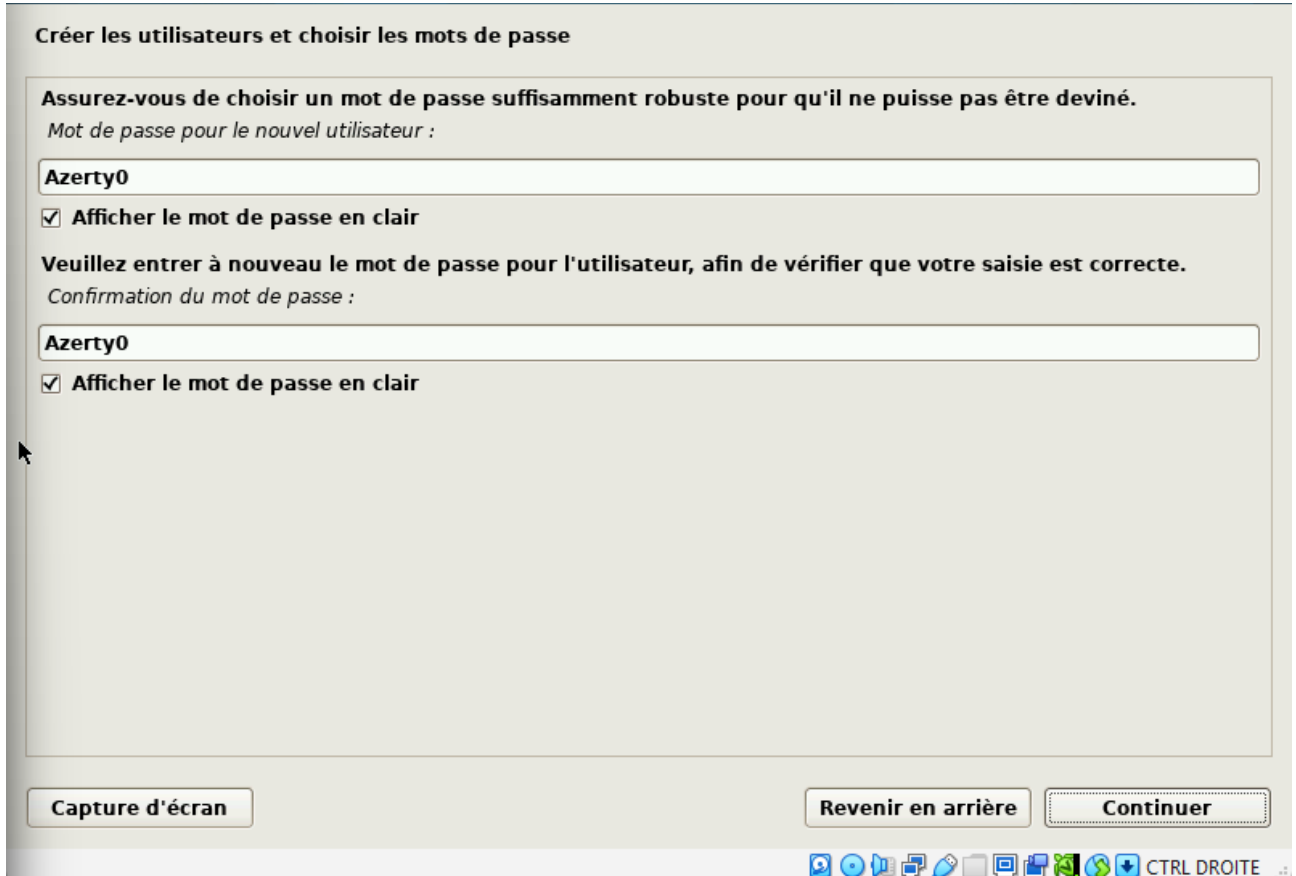 Créer les utilisateurs et choisir les mots de passe
Assurez-vous de choisir un mot de passe suffisamment robuste pour qu'il ne puisse pas être deviné.
Mot de passe pour le nouvel utilisateur :
Azerty0
Afficher le mot de passe en clair
Veuillez entrer à nouveau le mot de passe pour l'utilisateur, afin de vérifier que votre saisie est correcte.
Confirmation du mot de passe :
Azerty0
Afficher le mot de passe en clair
Capture d'écran Revenir en arrière Continuer
CTRL DROITE